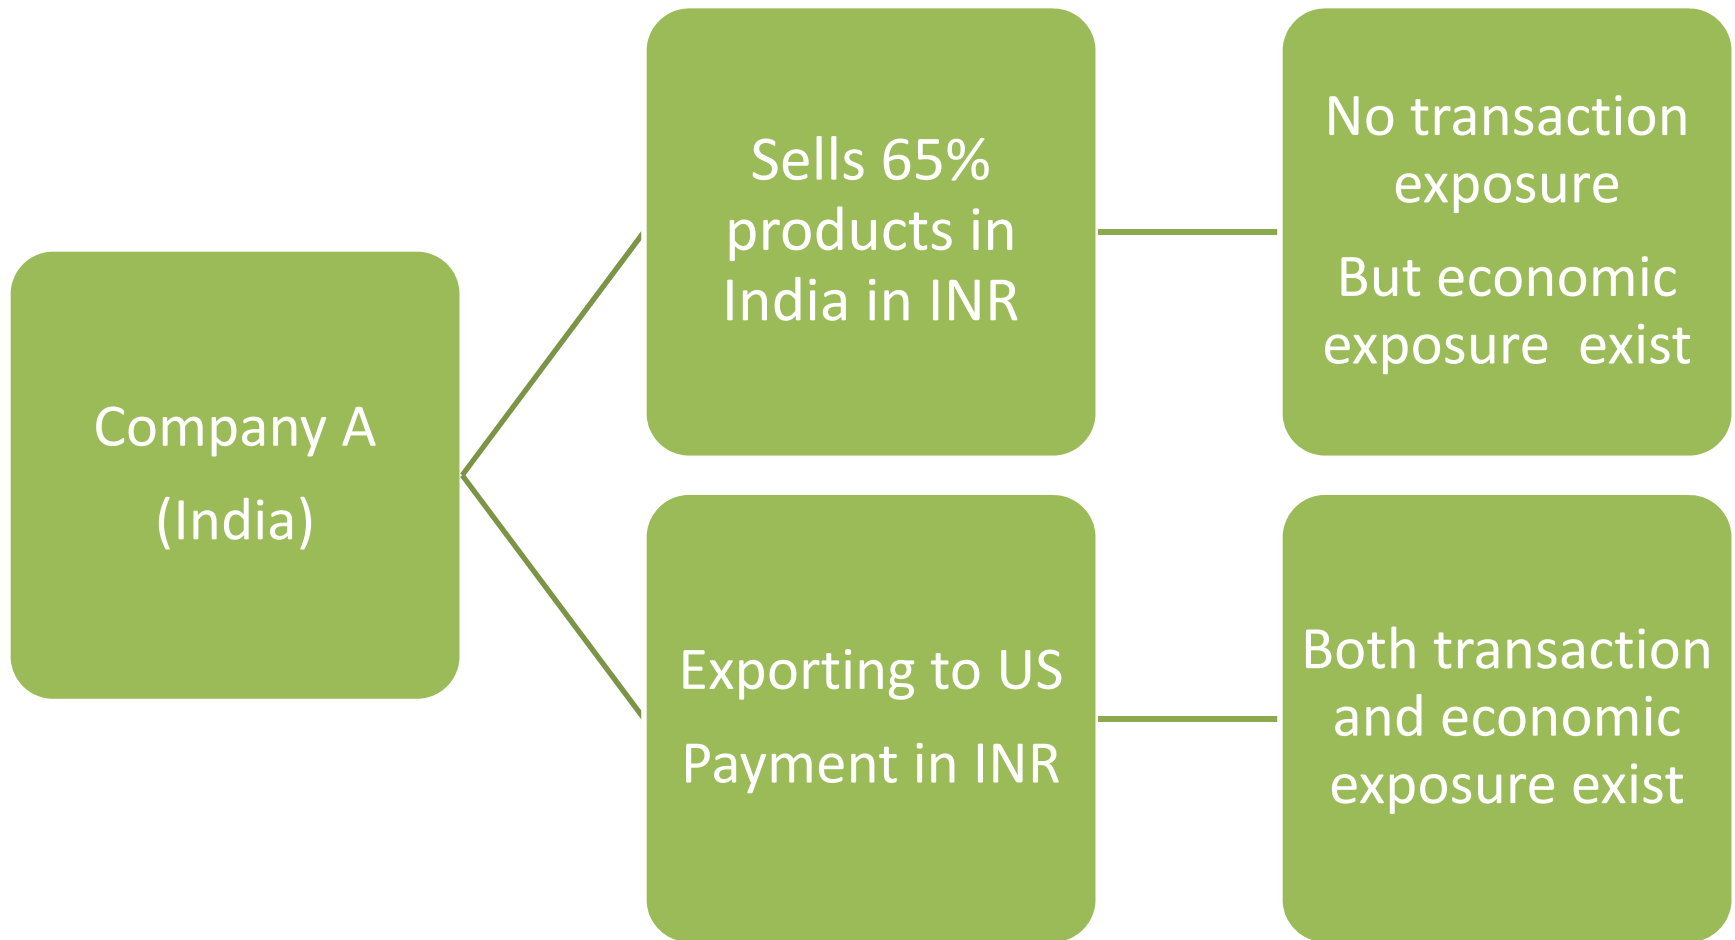 Company A
(India)
Sells 65%
products in
India in INR
No transaction
exposure
But economic
exposure  exist
Exporting to US
Payment in INR
Both transaction
and economic
exposure exist